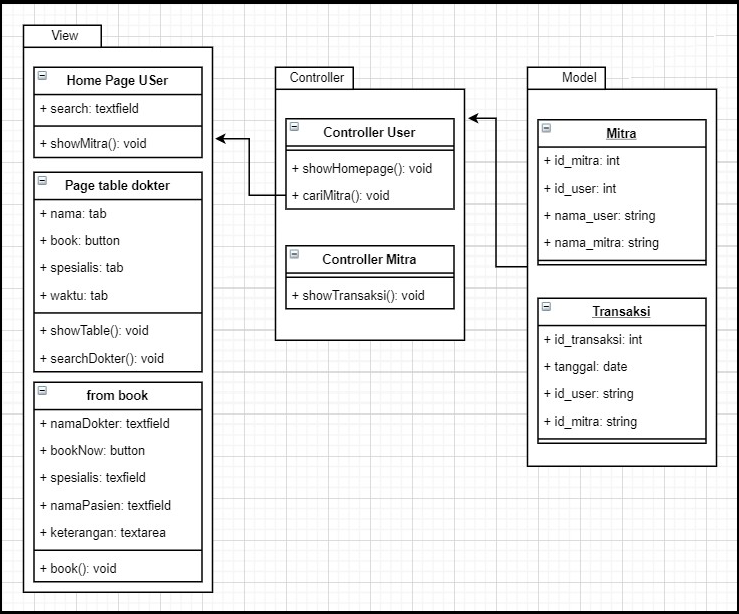 View
Home Page USer
+ search: textfield
+ showMitra(): void
Page table dokter
+ nama: tab
+ book: button
+ spesialis: tab
+ waktu: tab
+ showTable(): void
+ searchDokter(): void
from book
+ namaDokter: textfield
+ bookNow: button
+ spesialis: texfield
+ namaPasien: textfield
+ keterangan: textarea
+ book(): void
Controller
Controller User
+ showHomepage(): void
+ cariMitra(): void
Controller Mitra
+ showTransaksi(): void
Model
Mitra
+ id_mitra: int
+ id_user: int
+ nama_user: string
+ nama_mitra: string
Transaksi
+ id_transaksi: int
+ tanggal: date
+ id_user: string
+ id_mitra: string